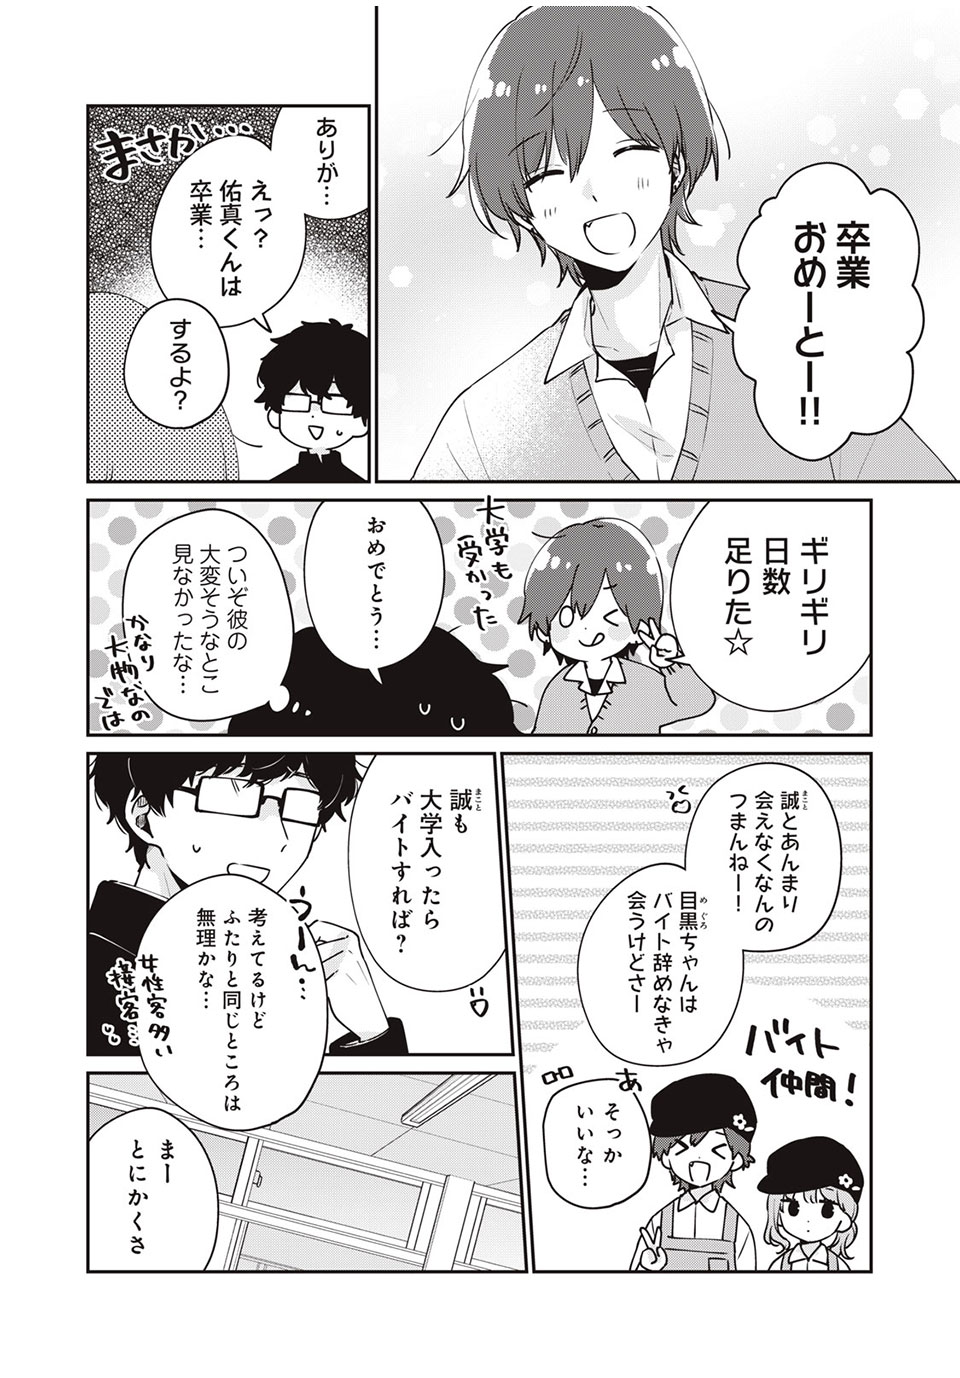 卒業
おめーとー!!
ありが…
えっ?
佑真くんは
卒業…
まさか…
するよ?
ギリギリ
日数
足りた☆
大学も
受かった
おめでとう…
ついぞ彼の
大変そうなとこ
見なかったな…
かなり
大物なの
では
誠とあんまり
まこと
会えなくなんの
つまんねー!
目黒ちゃんは
めぐろ
バイト辞めなきゃ
会うけどさー
バイト
仲間!
あ
そっか
いいな…
誠も
まこと
大学入ったら
バイトすれば?
うーん…
考えてるけど
ふたりと同じところは
無理かな…
女性客多い
接客…
まー
とにかくさ